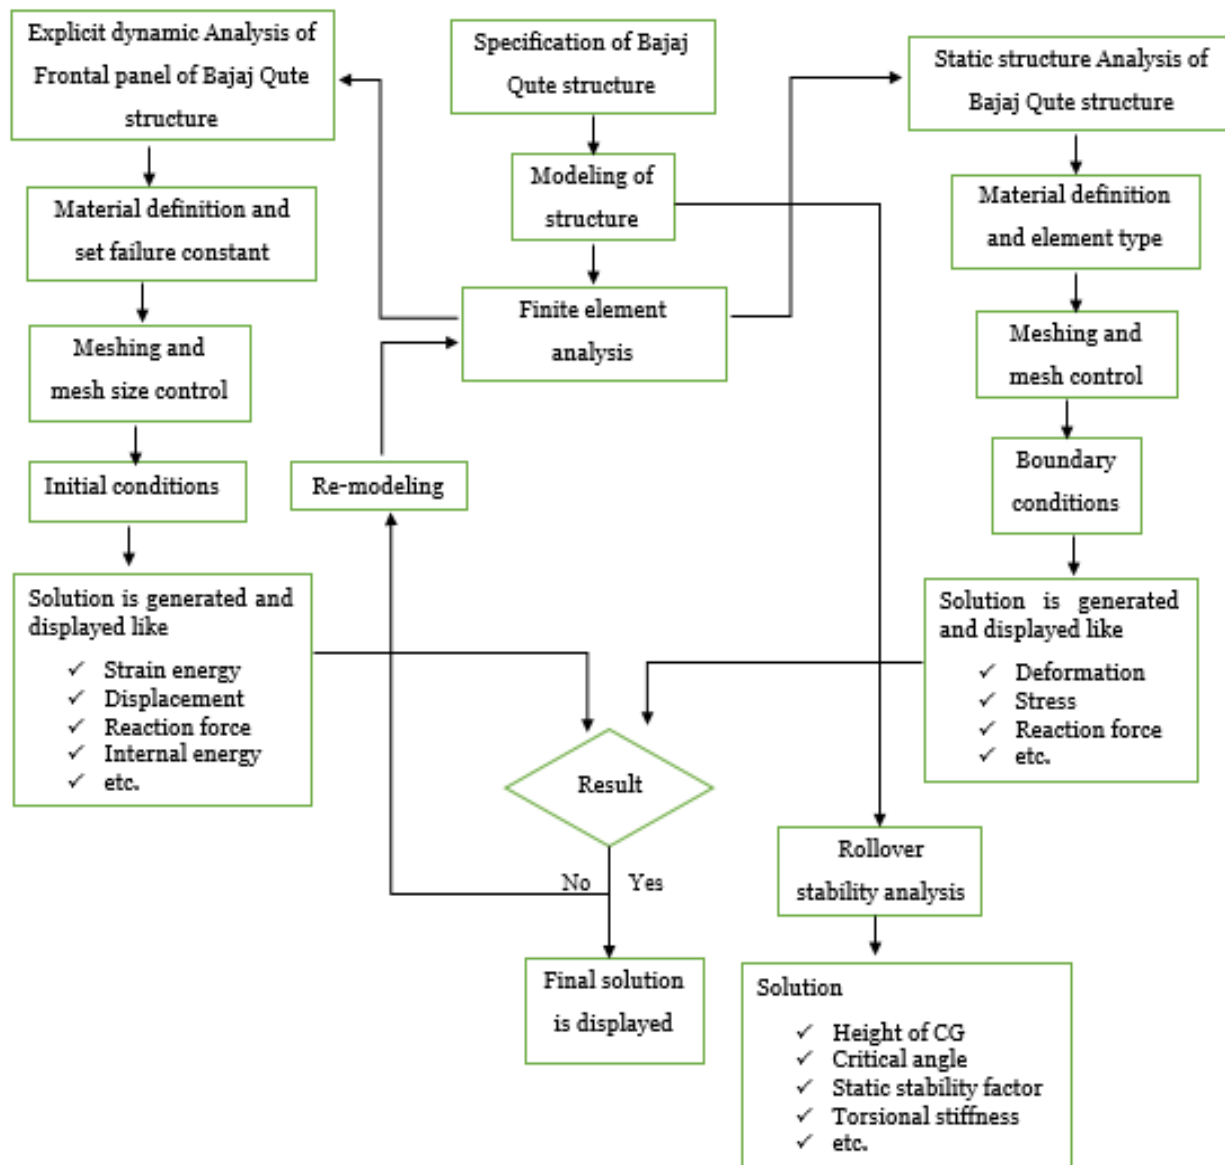 Explicit dynamic Analysis of
Frontal panel of Bajaj Qute
structure
Specification of Bajaj
Qute structure
Static structure Analysis of
Bajaj Qute structure
Material definition and
set failure constant
Modeling of
structure
Material definition
and element type
Meshing and
mesh size control
Finite element
analysis
Meshing and
mesh control
Initial conditions
Re-modeling
Boundary
conditions
Solution is generated and
displayed like
✓ Strain energy
✓ Displacement
✓ Reaction force
✓ Internal energy
✓ etc.
Solution is generated
and displayed like
✓ Deformation
✓ Stress
✓ Reaction force
✓ etc.
Result
No Yes
Rollover
stability analysis
Final solution
is displayed
Solution
✓ Height of CG
✓ Critical angle
✓ Static stability factor
✓ Torsional stiffness
✓ etc.